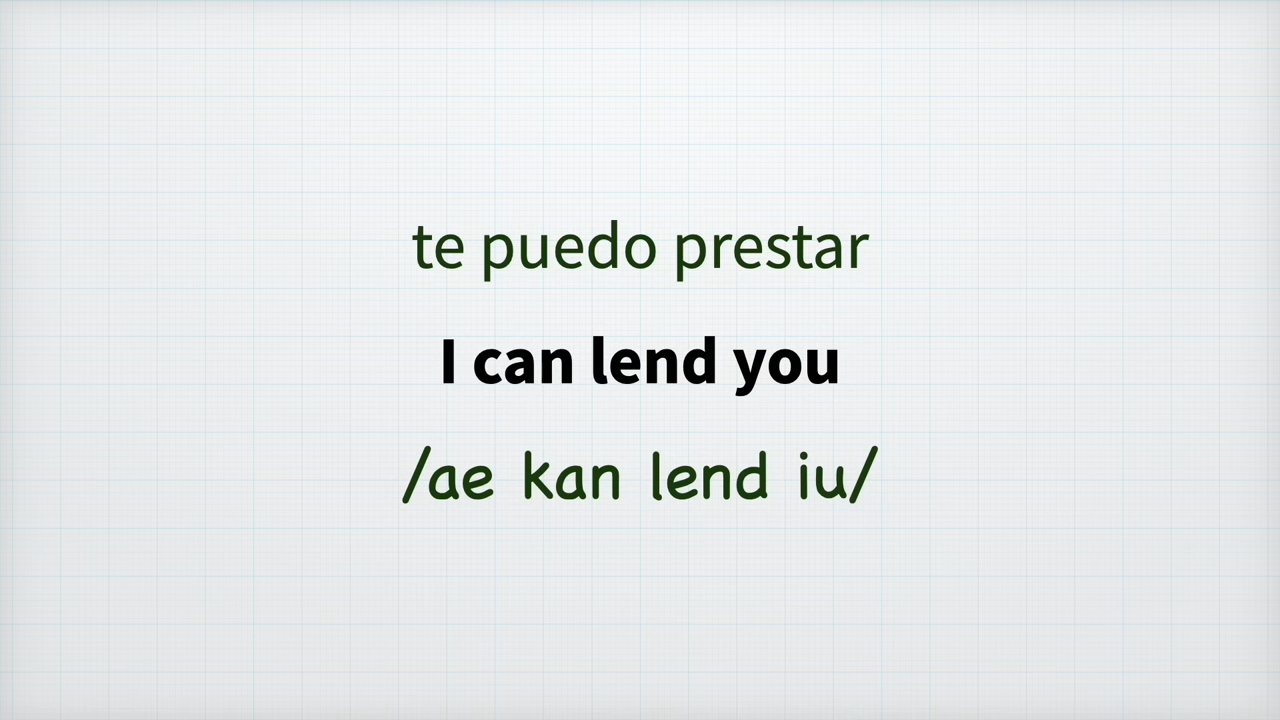 te puedo prestar
I can lend you
/ae kan lend iu/